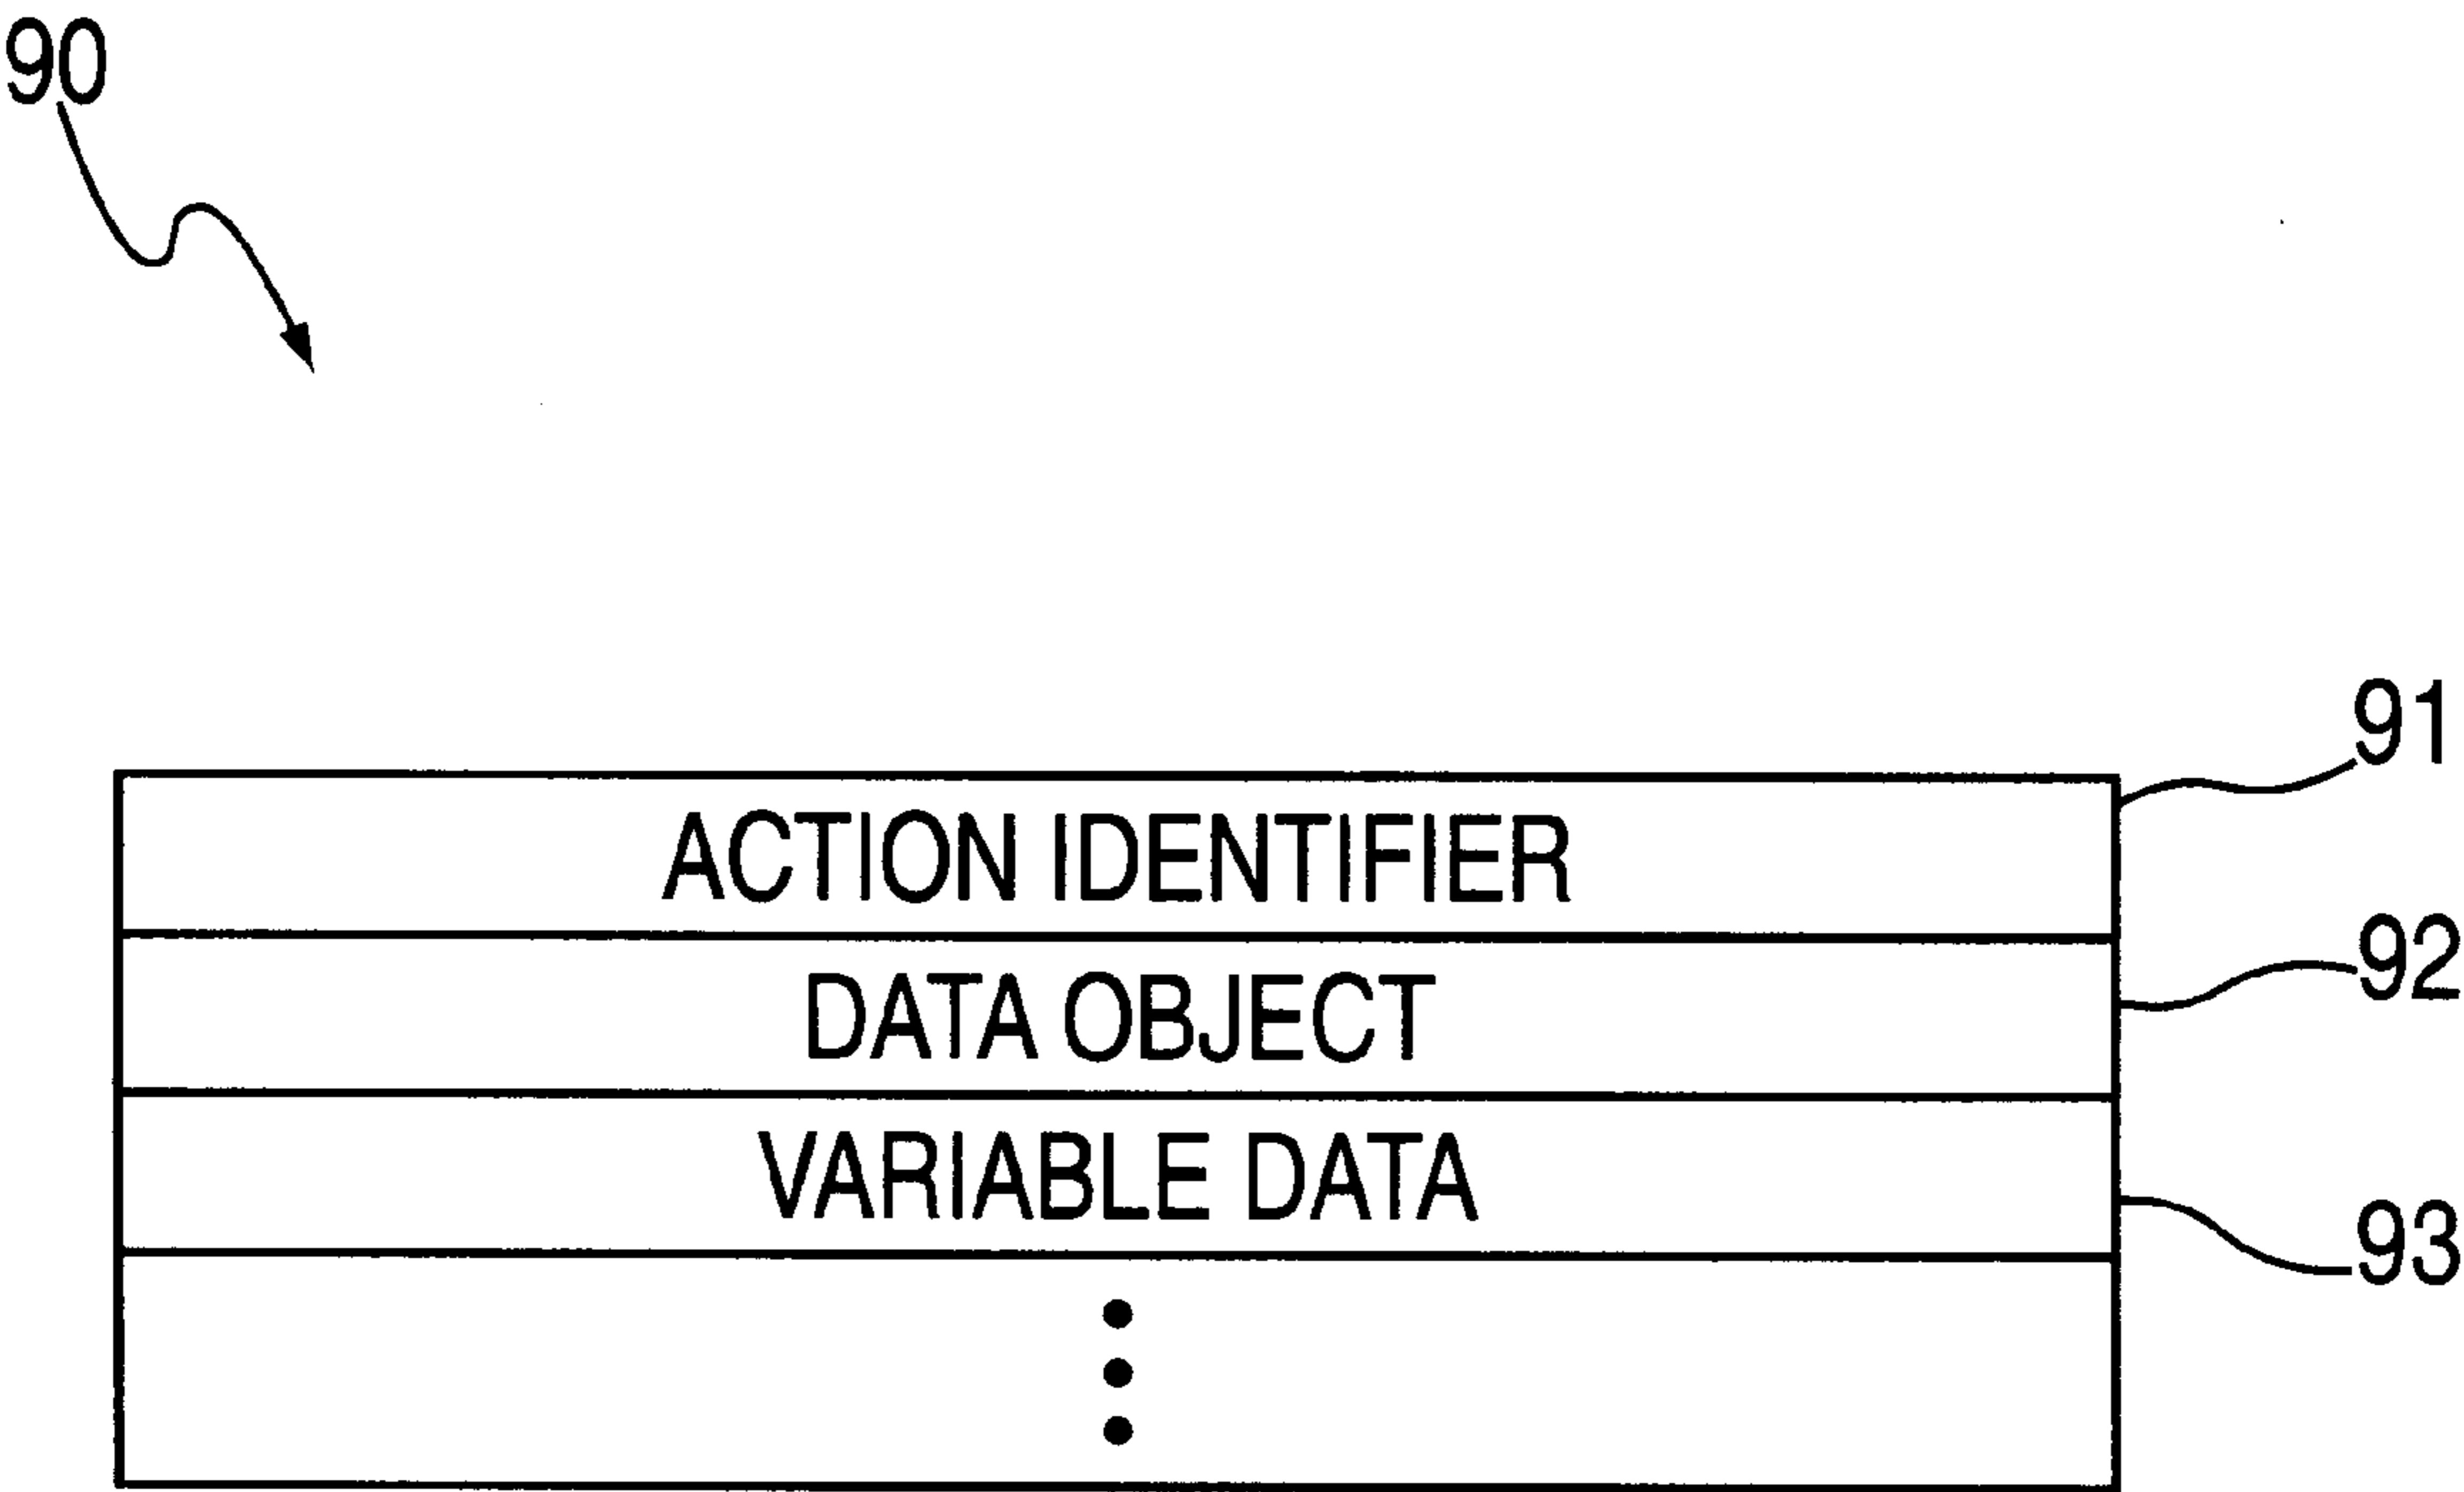 90
91
ACTION IDENTIFIER
92
DATA OBJECT
VARIABLE DATA
93